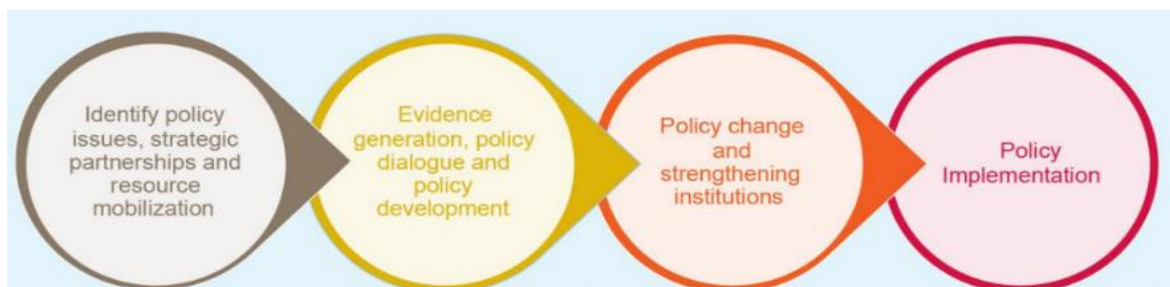 Identify policy
issues, strategic
partnerships and
resource
mobilization
Evidence
generation, policy
dialogue and
policy
development
Policy change
and
strengthening
institutions
Policy
Implementation